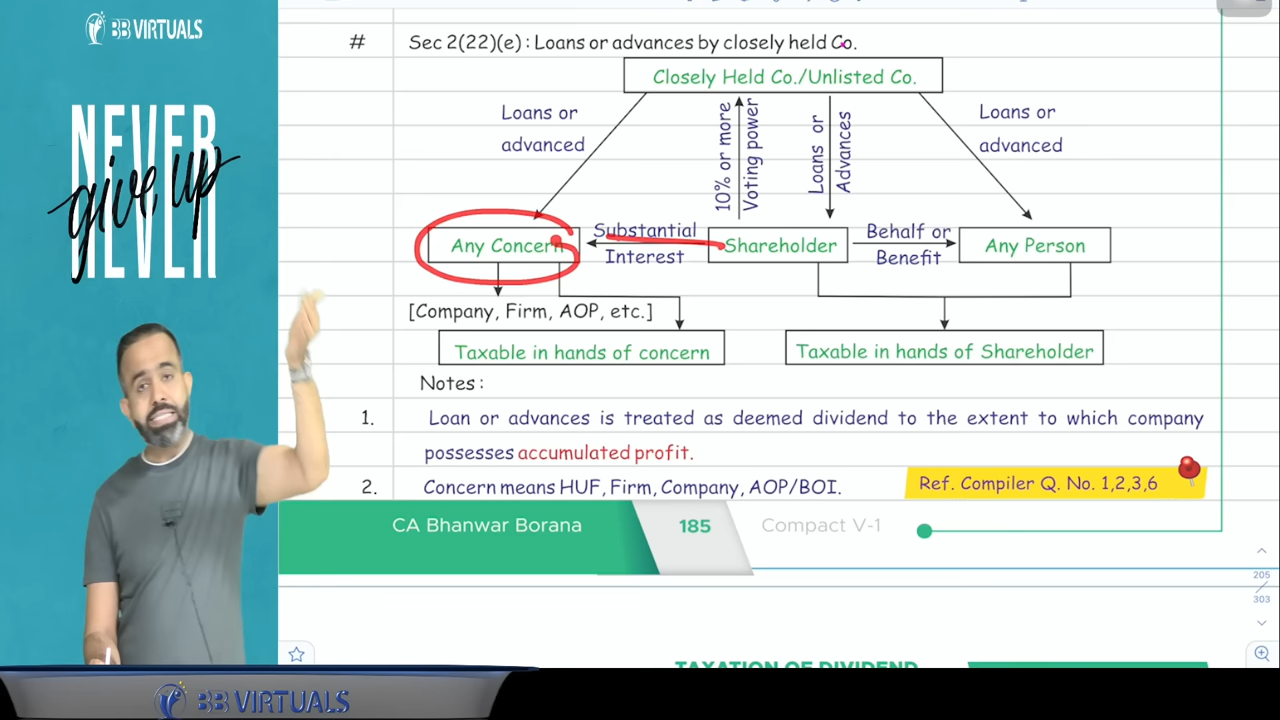 BB VIRTUALS
NEVER
give up
NEVER
# Sec 2(22)(e) : Loans or advances by closely held Co.
Closely Held Co./Unlisted Co.
Loans or
advanced
10% or more
Voting power
Loans or
Advances
Loans or
advanced
Any Concern
Substantial
Interest
Shareholder
Behalf or
Benefit
Any Person
[Company, Firm, AOP, etc.]
Taxable in hands of concern
Taxable in hands of Shareholder
Notes :
1. Loan or advances is treated as deemed dividend to the extent to which company
possesses accumulated profit.
2. Concern means HUF, Firm, Company, AOP/BOI.
Ref. Compiler Q. No. 1,2,3,6
CA Bhanwar Borana
185
Compact V-1
205
303
TAXATION OF DIVIDEND
BB VIRTUALS